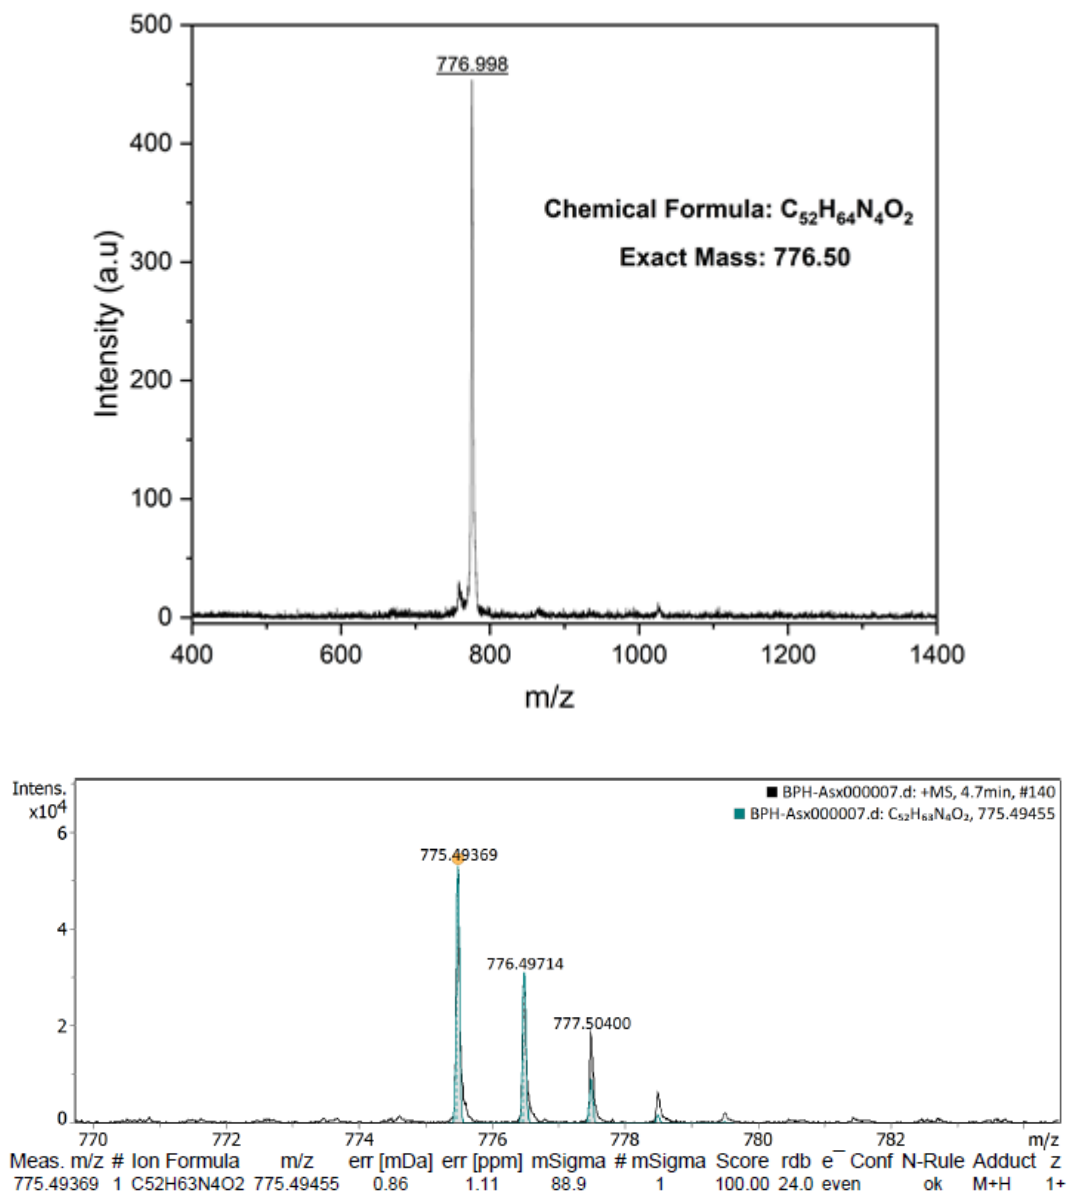 500
776.998
400
Chemical Formula: C₅₂H₆₄N₄O₂
Exact Mass: 776.50
300
Intensity (a.u)
200
100
0
400 600 800 1000 1200 1400
m/z
Intens.
x10⁴
BPH-Asx000007.d: +MS, 4.7min, #140
BPH-Asx000007.d: C₅₂H₆₃N₄O₂, 775.49455
6
775.49369
4
776.49714
777.50400
2
0
770 772 774 776 778 780 782 m/z
Meas. m/z # Ion Formula m/z err [mDa] err [ppm] mSigma # mSigma Score rdb e⁻ Conf N-Rule Adduct z
775.49369 1 C52H63N4O2 775.49455 0.86 1.11 88.9 1 100.00 24.0 even ok M+H 1+